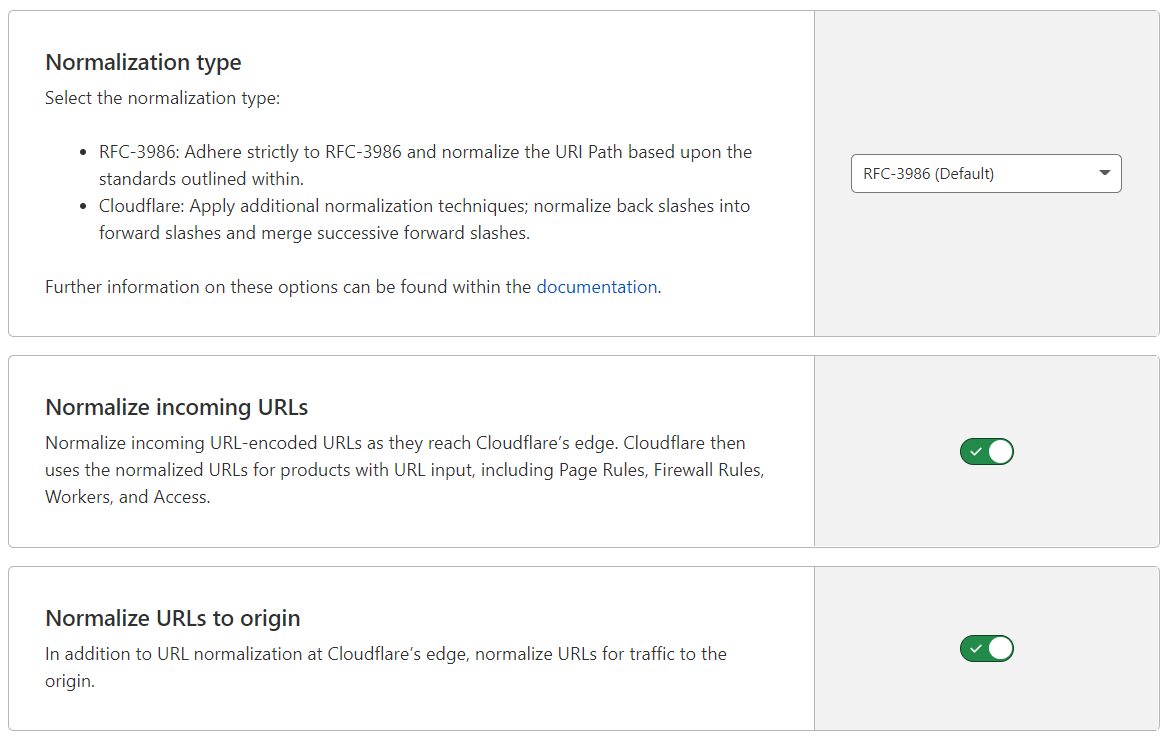 Normalization type
Select the normalization type:
• RFC-3986: Adhere strictly to RFC-3986 and normalize the URI Path based upon the
standards outlined within.
• Cloudflare: Apply additional normalization techniques; normalize back slashes into
forward slashes and merge successive forward slashes.
Further information on these options can be found within the documentation.
RFC-3986 (Default)
Normalize incoming URLs
Normalize incoming URL-encoded URLs as they reach Cloudflare’s edge. Cloudflare then
uses the normalized URLs for products with URL input, including Page Rules, Firewall Rules,
Workers, and Access.
Normalize URLs to origin
In addition to URL normalization at Cloudflare’s edge, normalize URLs for traffic to the
origin.